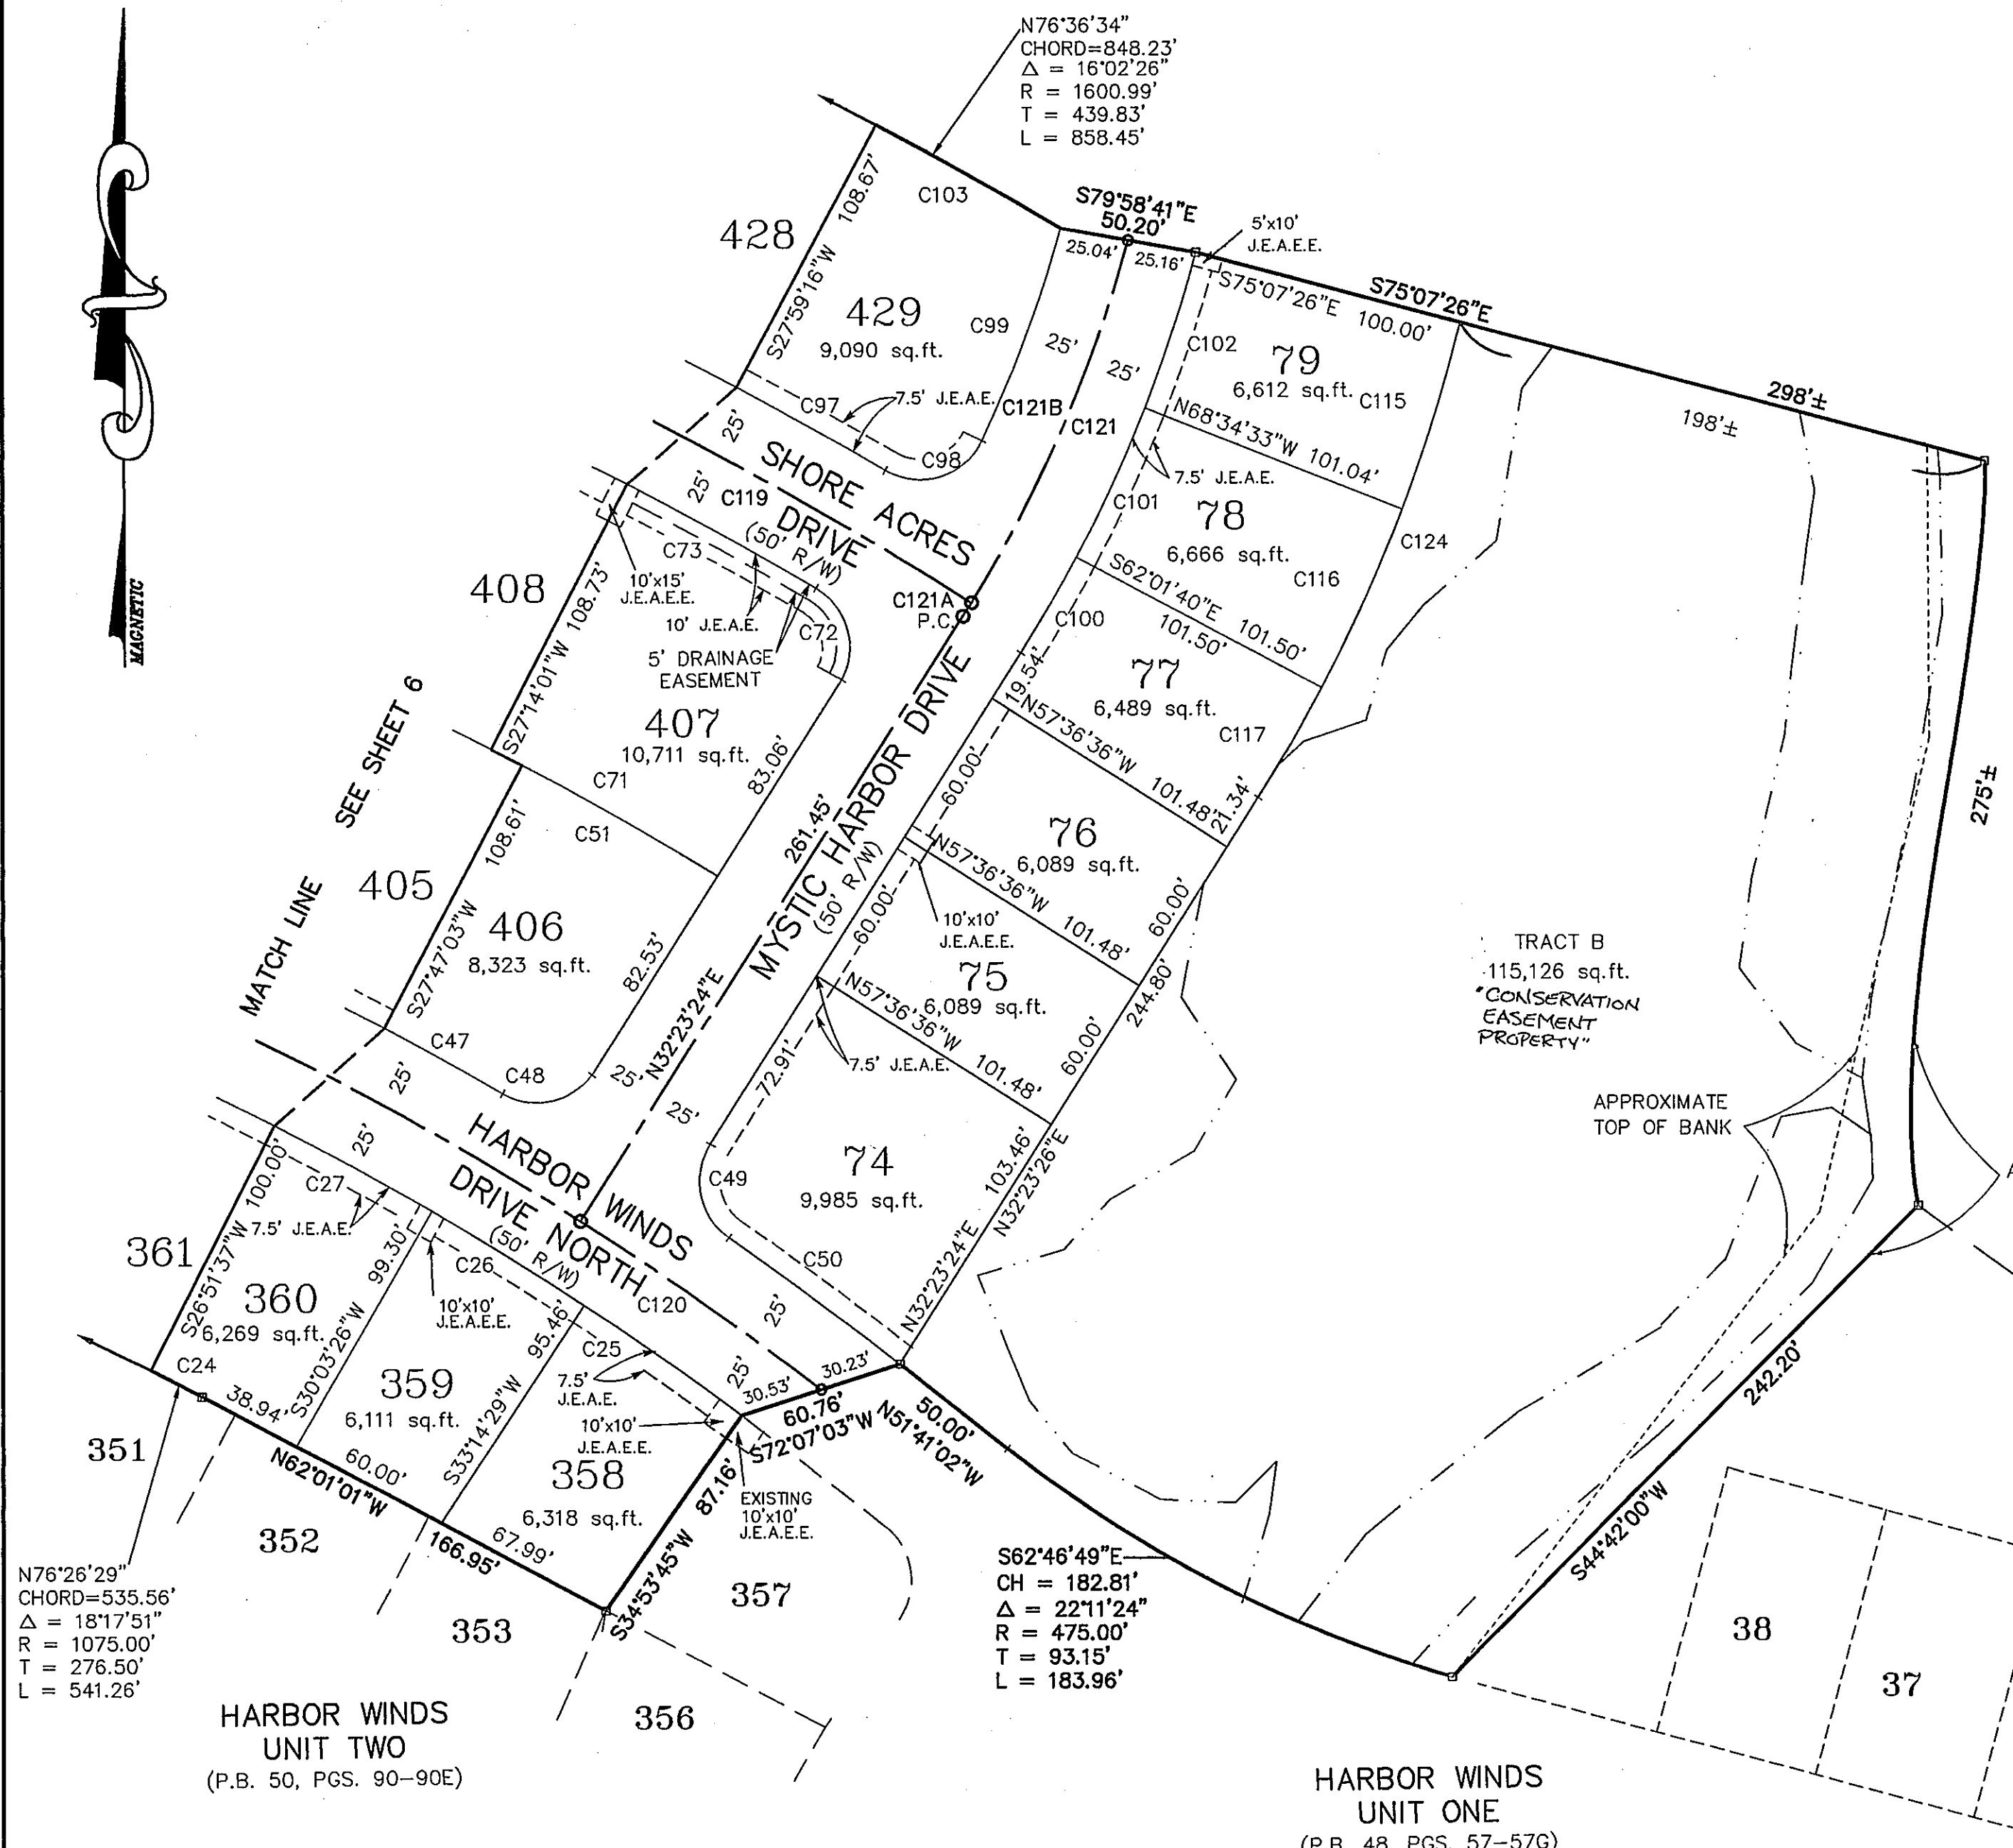 N76°36'34"
CHORD=848.23'
Δ = 16°02'26"
R = 1600.99'
T = 439.83'
L = 858.45'
S79°58'41"E
50.20'
25.04'
25.16'
5'x10'
J.E.A.E.E.
S75°07'26"E
S75°07'26"E 100.00'
298'±
198'±
275'±
428
S27°59'16"W 108.67'
C103
429
9,090 sq.ft.
C99
C97
7.5' J.E.A.E.
C98
C121B
C121
25'
25'
C102
79
6,612 sq.ft.
C115
N68°34'33"W 101.04'
7.5' J.E.A.E.
C101
78
6,666 sq.ft.
C116
C124
S62°01'40"E 101.50'
101.50'
C100
19.54'
77
6,489 sq.ft.
C117
N57°36'36"W 101.48'
21.34'
MAGNETIC
25'
25'
SHORE ACRES
DRIVE
(50' R/W)
C119
C73
408
10'x15'
J.E.A.E.E.
10' J.E.A.E.
C72
5' DRAINAGE
EASEMENT
C121A
P.C.
S27°14'01"W 108.73'
407
10,711 sq.ft.
83.06'
C71
C51
MATCH LINE SEE SHEET 6
405
S27°47'03"W 108.61'
406
8,323 sq.ft.
82.53'
C47
C48
261.45'
MYSTIC HARBOR DRIVE
(50' R/W)
N32°23'24"E
25'
25'
60.00'
76
6,089 sq.ft.
N57°36'36"W 101.48'
60.00'
10'x10'
J.E.A.E.E.
60.00'
75
6,089 sq.ft.
N57°36'36"W 101.48'
60.00'
244.80'
7.5' J.E.A.E.
72.91'
74
9,985 sq.ft.
103.46'
N32°23'24"E
N32°23'26"E
C49
C50
TRACT B
115,126 sq.ft.
"CONSERVATION
EASEMENT
PROPERTY"
APPROXIMATE
TOP OF BANK
25'
25'
HARBOR WINDS
DRIVE NORTH
(50' R/W)
C120
25'
25'
C27
7.5' J.E.A.E.
361
S26°51'37"W 100.00'
360
6,269 sq.ft.
C24
38.94'
S30°03'26"W 99.30'
10'x10'
J.E.A.E.E.
C26
359
6,111 sq.ft.
60.00'
S33°14'29"W 95.46'
C25
7.5'
J.E.A.E.
10'x10'
J.E.A.E.E.
358
6,318 sq.ft.
67.99'
30.53'
30.23'
60.76'
S72°07'03"W
50.00'
N51°41'02"W
S34°53'45"W 87.16'
EXISTING
10'x10'
J.E.A.E.E.
351
N62°01'01"W
166.95'
352
353
357
356
242.20'
S44°42'00"W
38
37
N76°26'29"
CHORD=535.56'
Δ = 18°17'51"
R = 1075.00'
T = 276.50'
L = 541.26'
S62°46'49"E
CH = 182.81'
Δ = 22°11'24"
R = 475.00'
T = 93.15'
L = 183.96'
HARBOR WINDS
UNIT TWO
(P.B. 50, PGS. 90-90E)
HARBOR WINDS
UNIT ONE
(P.B. 48, PGS. 57-57G)